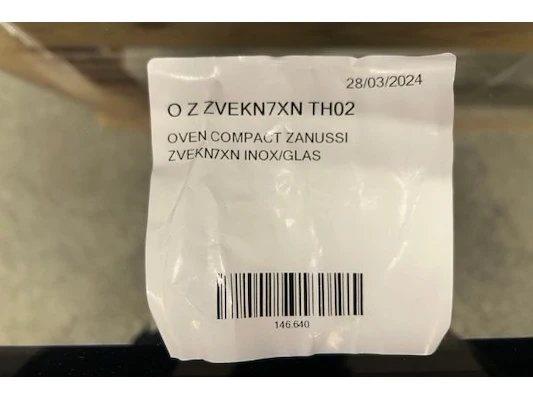 28/03/2024
O Z ZVEKN7XN TH02
OVEN COMPACT ZANUSSI
ZVEKN7XN INOX/GLAS
146.640